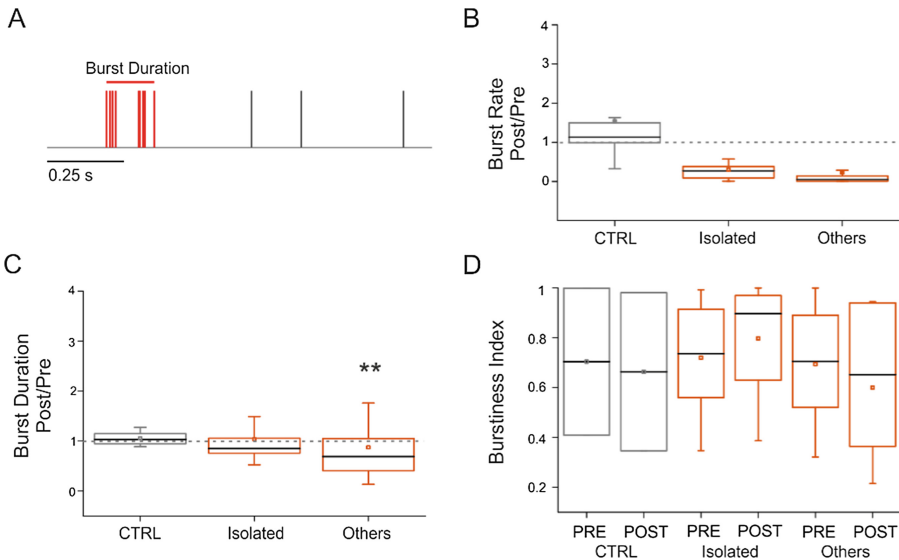 A
Burst Duration
0.25 s
B
Burst Rate
Post/Pre
4
3
2
1
0
CTRL
Isolated
Others
C
Burst Duration
Post/Pre
4
3
2
1
0
**
CTRL
Isolated
Others
D
Burstiness Index
1
0.8
0.6
0.4
0.2
PRE POST PRE POST PRE POST
CTRL Isolated Others